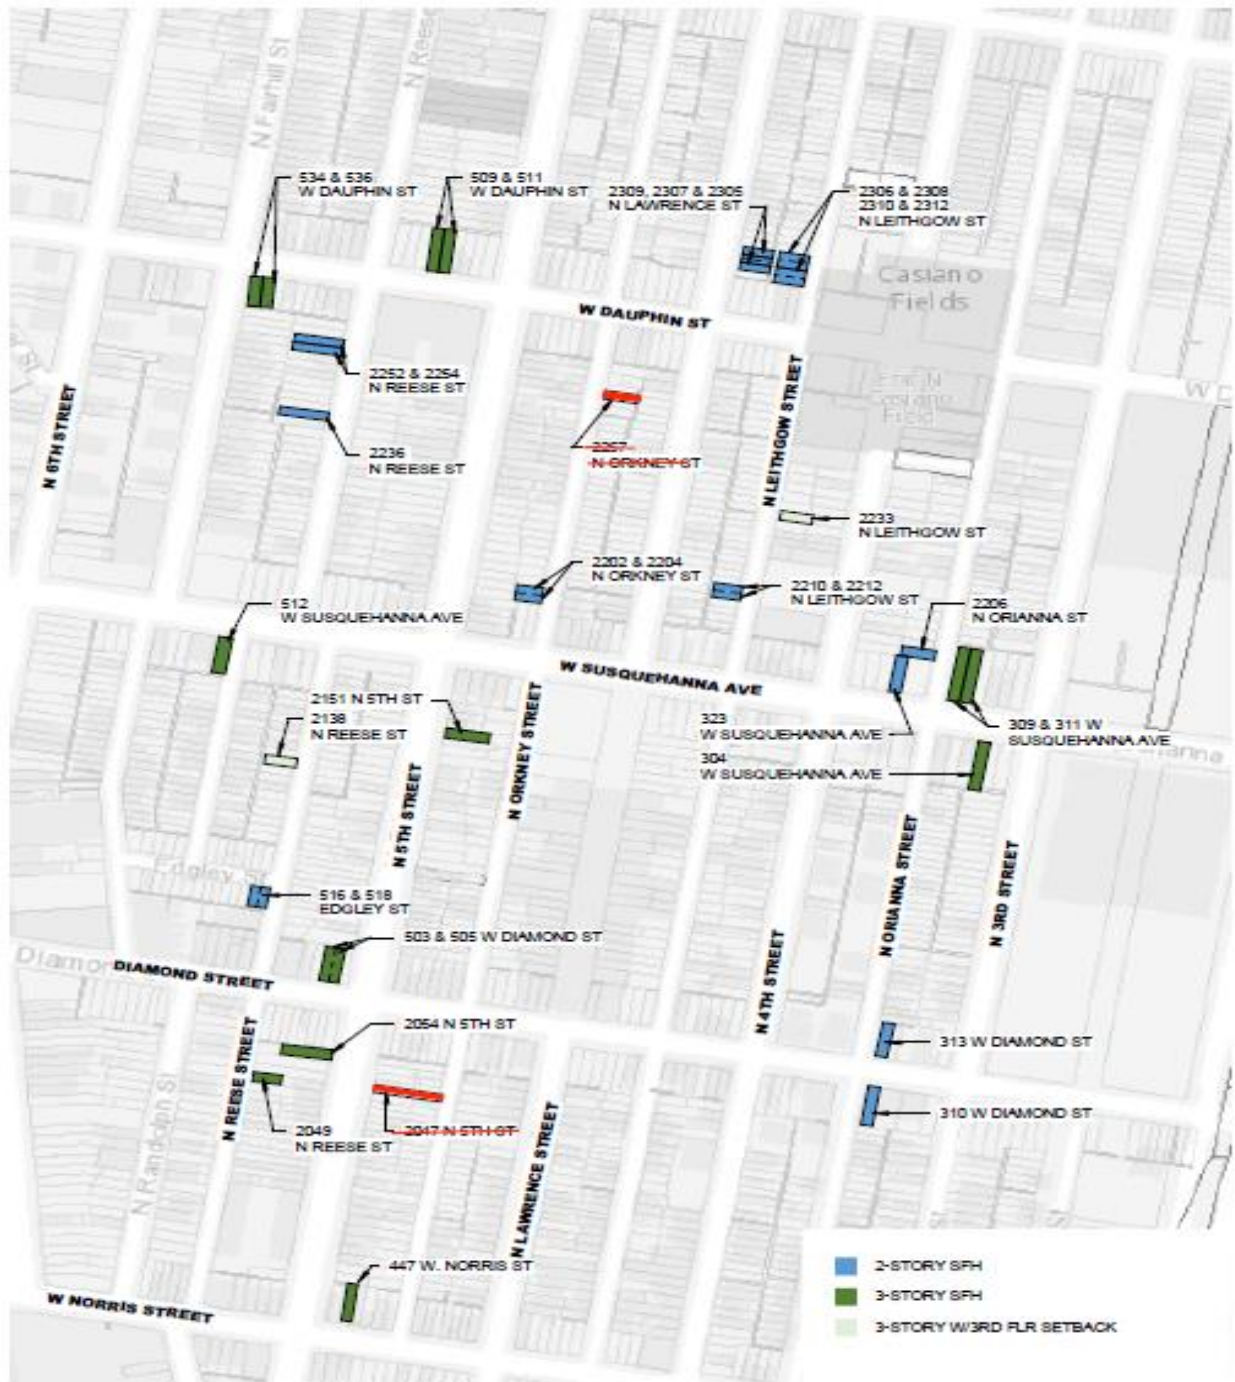 N Fairhill St
N Reese
534 & 536
W DAUPHIN ST
509 & 511
W DAUPHIN ST
2309, 2307 & 2305
N LAWRENCE ST
2306 & 2308
2310 & 2312
N LEITHGOW ST
Casiano
Fields
W DAUPHIN ST
2252 & 2254
N REESE ST
2236
N REESE ST
N 6TH STREET
2257
N ORKNEY ST
N LEITHGOW STREET
Field
W D
2233
N LEITHGOW ST
2202 & 2204
N ORKNEY ST
2210 & 2212
N LEITHGOW ST
512
W SUSQUEHANNA AVE
2206
N ORIANNA ST
W SUSQUEHANNA AVE
2151 N 5TH ST
2138
N REESE ST
323
W SUSQUEHANNA AVE
309 & 311 W
SUSQUEHANNA AVE
304
W SUSQUEHANNA AVE
N ORKNEY STREET
N 5TH STREET
N ORIANNA STREET
N 3RD STREET
Edgley St
516 & 518
EDGLEY ST
503 & 505 W DIAMOND ST
Diamon
DIAMOND STREET
N 4TH STREET
2054 N 5TH ST
313 W DIAMOND ST
N REESE STREET
N Randolph St
2049
N REESE ST
2047 N 5TH ST
310 W DIAMOND ST
N LAWRENCE STREET
447 W. NORRIS ST
W NORRIS STREET
2-STORY SFH
3-STORY SFH
3-STORY W/3RD FLR SETBACK